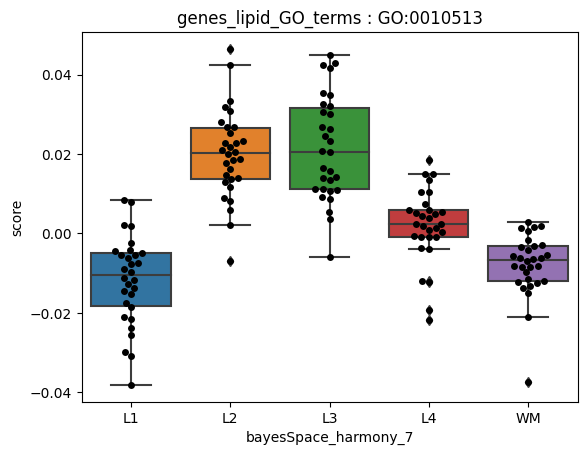 genes_lipid_GO_terms : GO:0010513
score
0.04
0.02
0.00
−0.02
−0.04
L1 L2 L3 L4 WM
bayesSpace_harmony_7